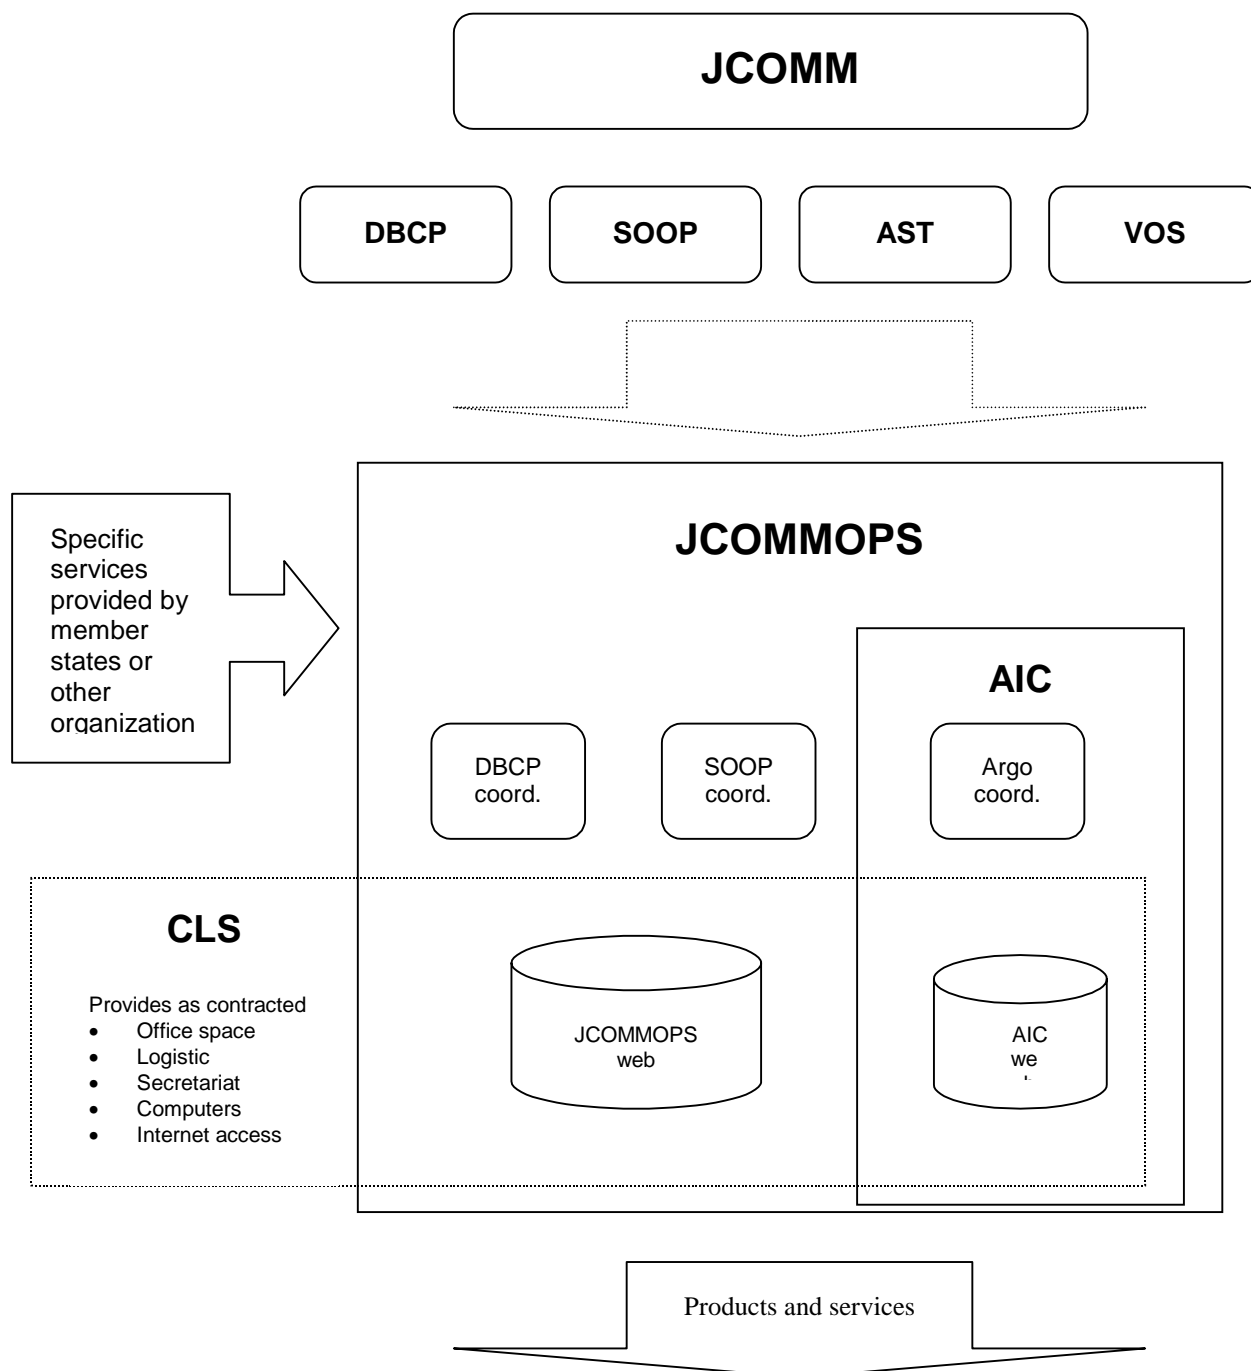 JCOMM
DBCP
SOOP
AST
VOS
JCOMMOPS
Specific
services
provided by
member
states or
other
organization
AIC
DBCP
coord.
SOOP
coord.
Argo
coord.
CLS
Provides as contracted
• Office space
• Logistic
• Secretariat
• Computers
• Internet access
JCOMMOPS
web
AIC
we
Products and services